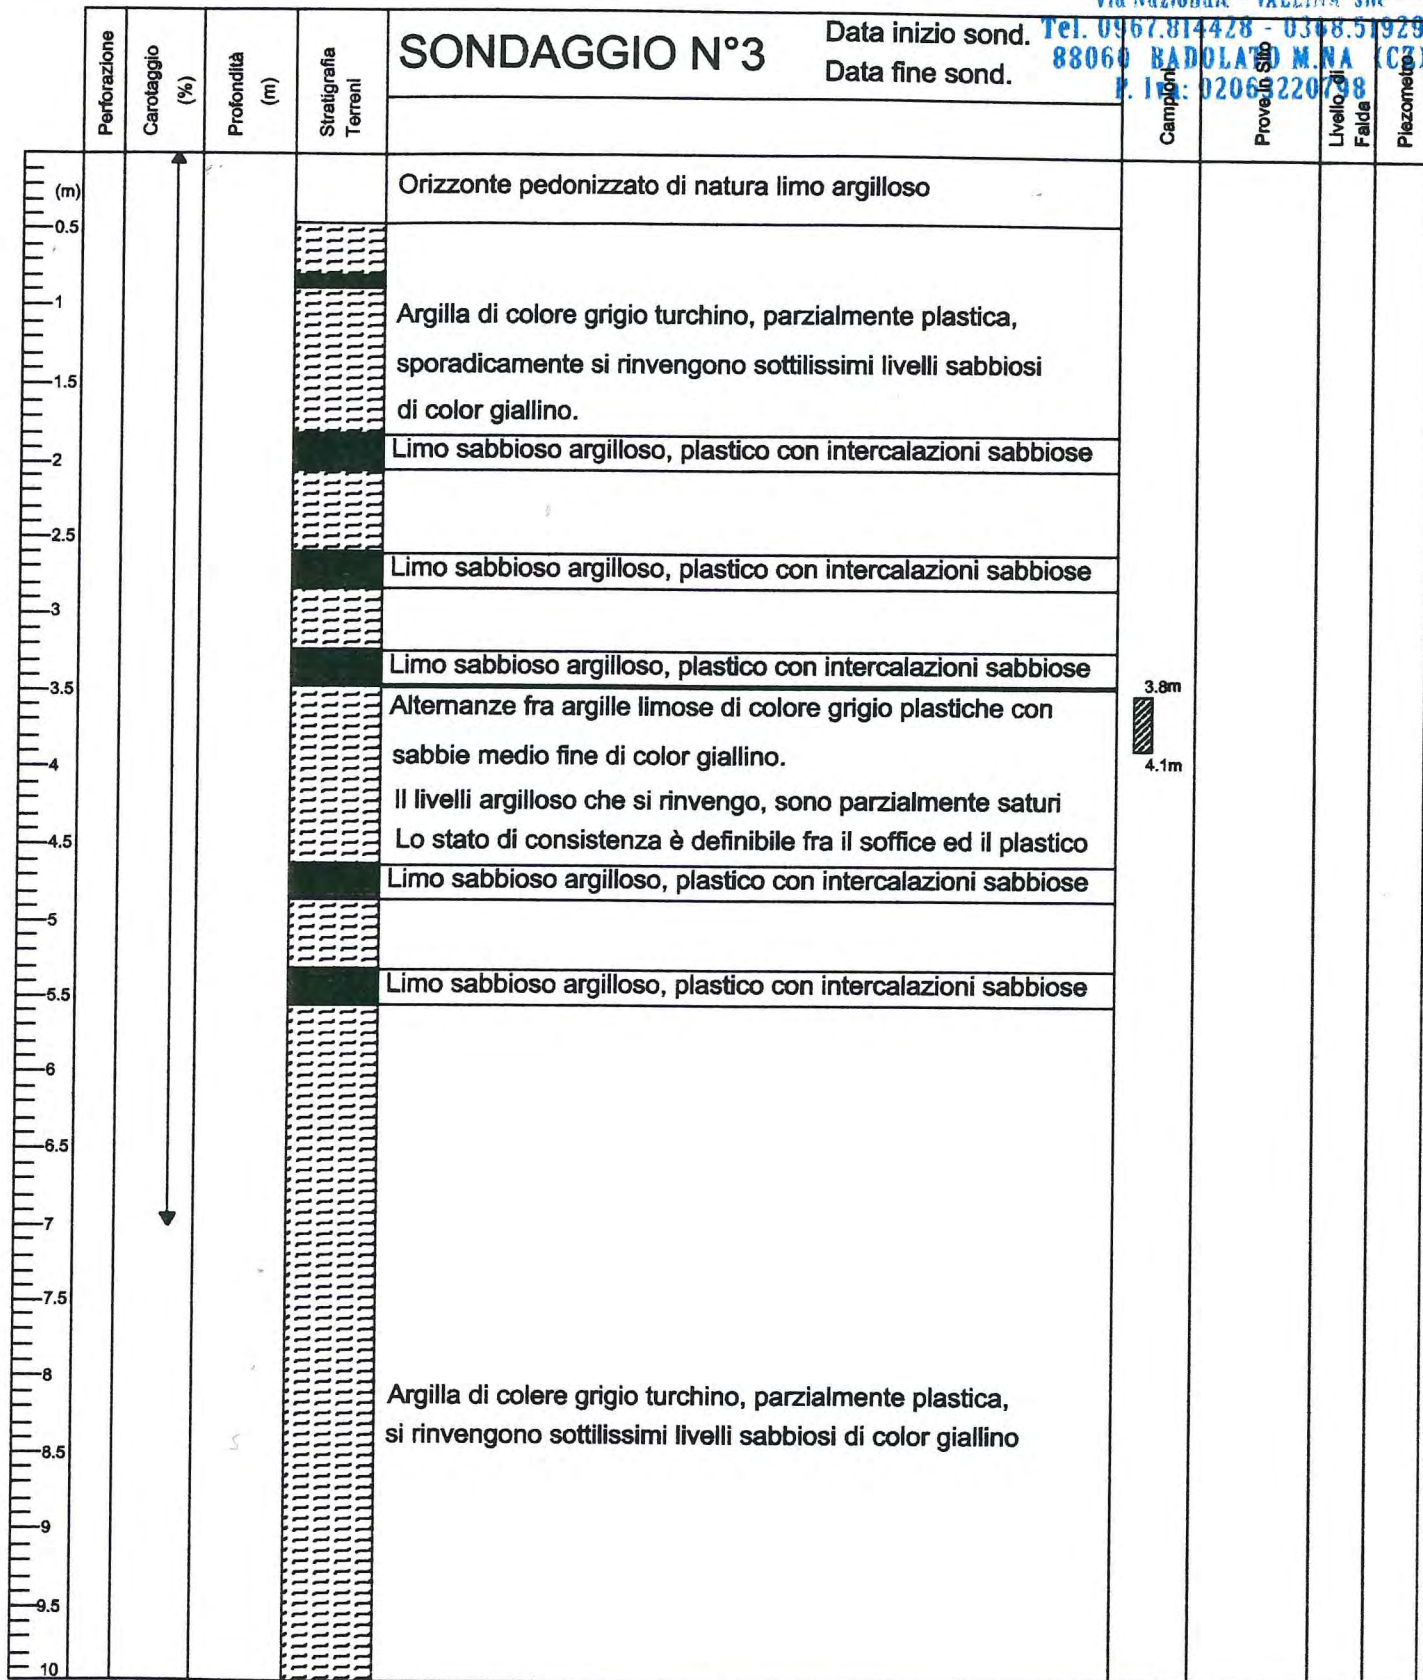 Via Nazionale
Tel. 0967.814428 - 0368.51929
88060 BADOLATO M.NA (CZ)
P. Iva: 02063220798
SONDAGGIO N°3
Data inizio sond.
Data fine sond.
Perforazione
Carotaggio
(%)
Profondità
(m)
Stratigrafia
Terreni
Campioni
Prove In Sito
Livello di
Falda
Piezometro
(m)
Orizzonte pedonizzato di natura limo argilloso
0.5
1
Argilla di colore grigio turchino, parzialmente plastica,
sporadicamente si rinvengono sottilissimi livelli sabbiosi
1.5
di color giallino.
Limo sabbioso argilloso, plastico con intercalazioni sabbiose
2
2.5
Limo sabbioso argilloso, plastico con intercalazioni sabbiose
3
Limo sabbioso argilloso, plastico con intercalazioni sabbiose
3.5
3.8m
Alternanze fra argille limose di colore grigio plastiche con
sabbie medio fine di color giallino.
4
4.1m
Il livelli argilloso che si rinvengo, sono parzialmente saturi
Lo stato di consistenza è definibile fra il soffice ed il plastico
4.5
Limo sabbioso argilloso, plastico con intercalazioni sabbiose
5
Limo sabbioso argilloso, plastico con intercalazioni sabbiose
5.5
6
6.5
7
7.5
8
Argilla di colere grigio turchino, parzialmente plastica,
si rinvengono sottilissimi livelli sabbiosi di color giallino
8.5
9
9.5
10